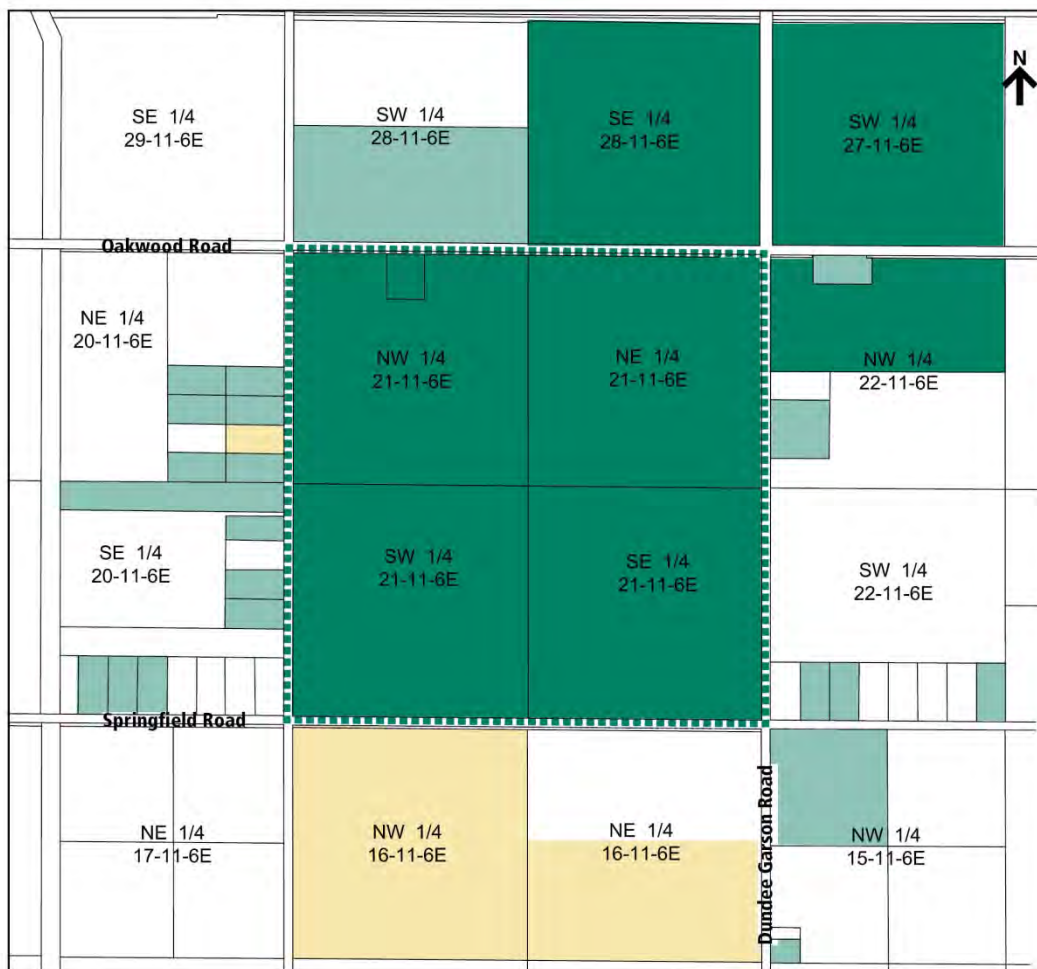 N
SE 1/4
29-11-6E
SW 1/4
28-11-6E
SE 1/4
28-11-6E
SW 1/4
27-11-6E
Oakwood Road
NE 1/4
20-11-6E
NW 1/4
21-11-6E
NE 1/4
21-11-6E
NW 1/4
22-11-6E
SE 1/4
20-11-6E
SW 1/4
21-11-6E
SE 1/4
21-11-6E
SW 1/4
22-11-6E
Springfield Road
NE 1/4
17-11-6E
NW 1/4
16-11-6E
NE 1/4
16-11-6E
Dundee Garson Road
NW 1/4
15-11-6E